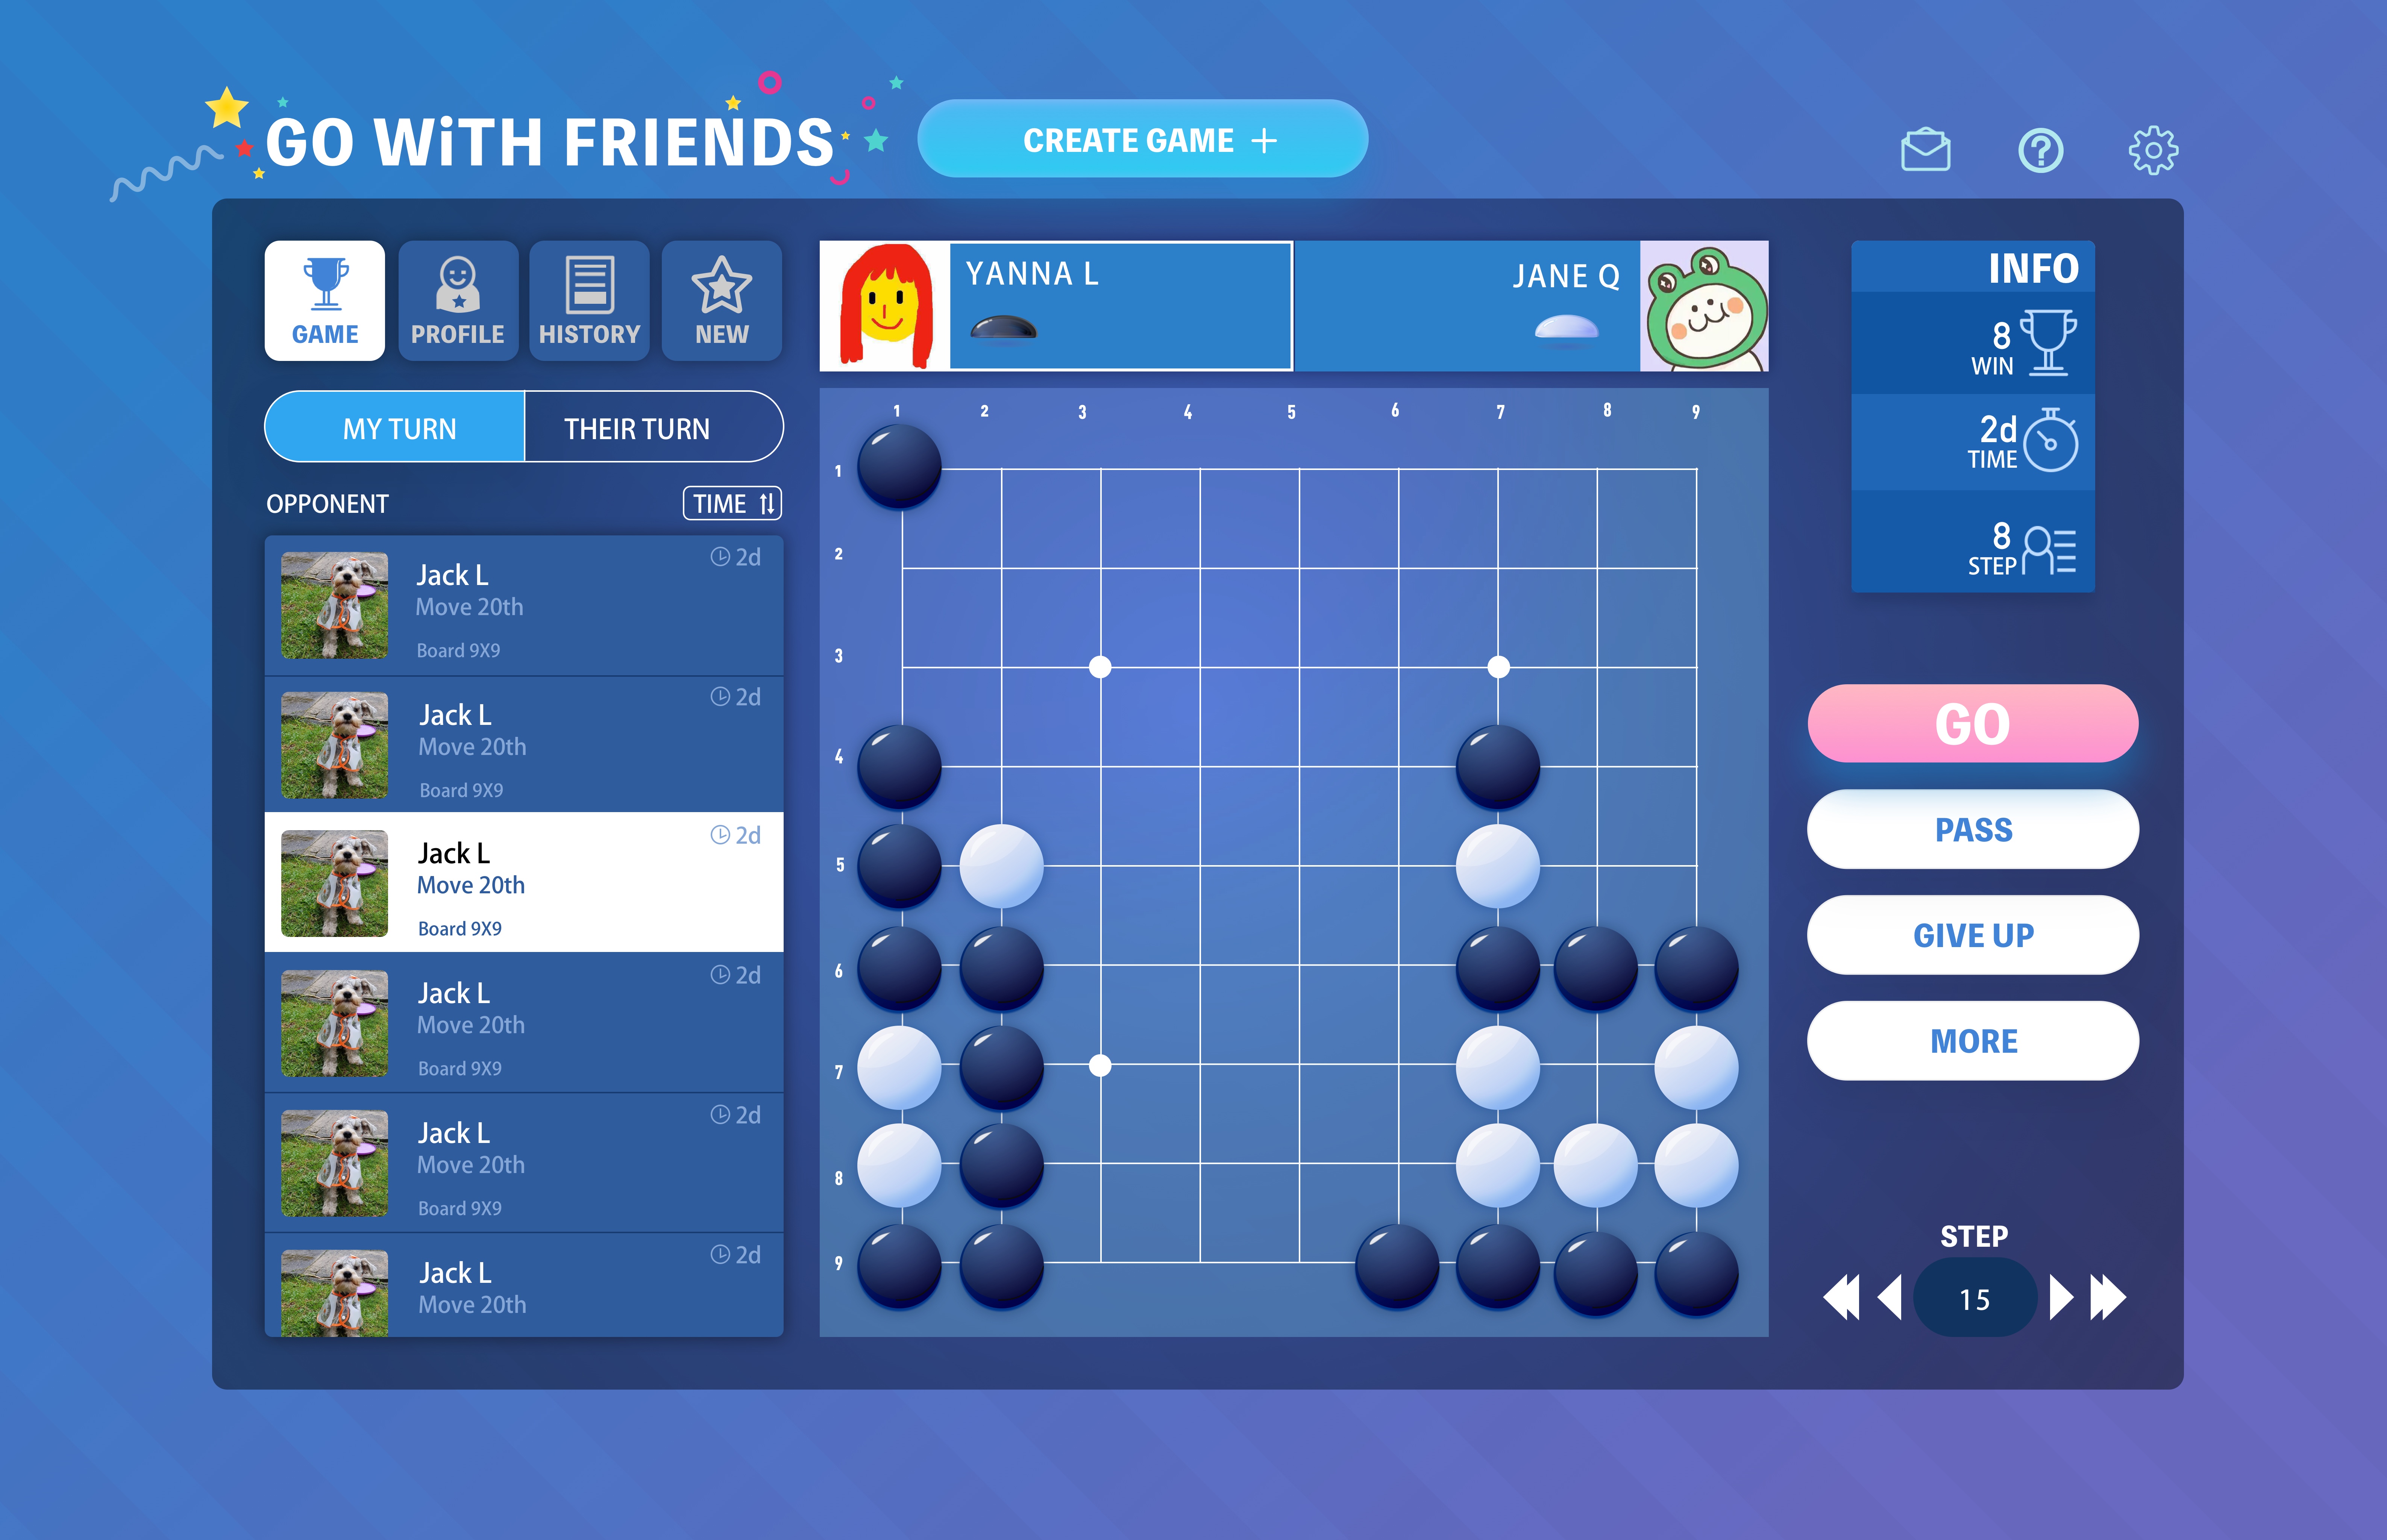 GO WiTH FRIENDS
CREATE GAME +
GAME
PROFILE
HISTORY
NEW
MY TURN
THEIR TURN
OPPONENT
TIME
Jack L
2d
Move 20th
Board 9X9
Jack L
2d
Move 20th
Board 9X9
Jack L
2d
Move 20th
Board 9X9
Jack L
2d
Move 20th
Board 9X9
Jack L
2d
Move 20th
Board 9X9
Jack L
2d
Move 20th
YANNA L
JANE Q
1 2 3 4 5 6 7 8 9
1
2
3
4
5
6
7
8
9
INFO
8
WIN
2d
TIME
8
STEP
GO
PASS
GIVE UP
MORE
STEP
15